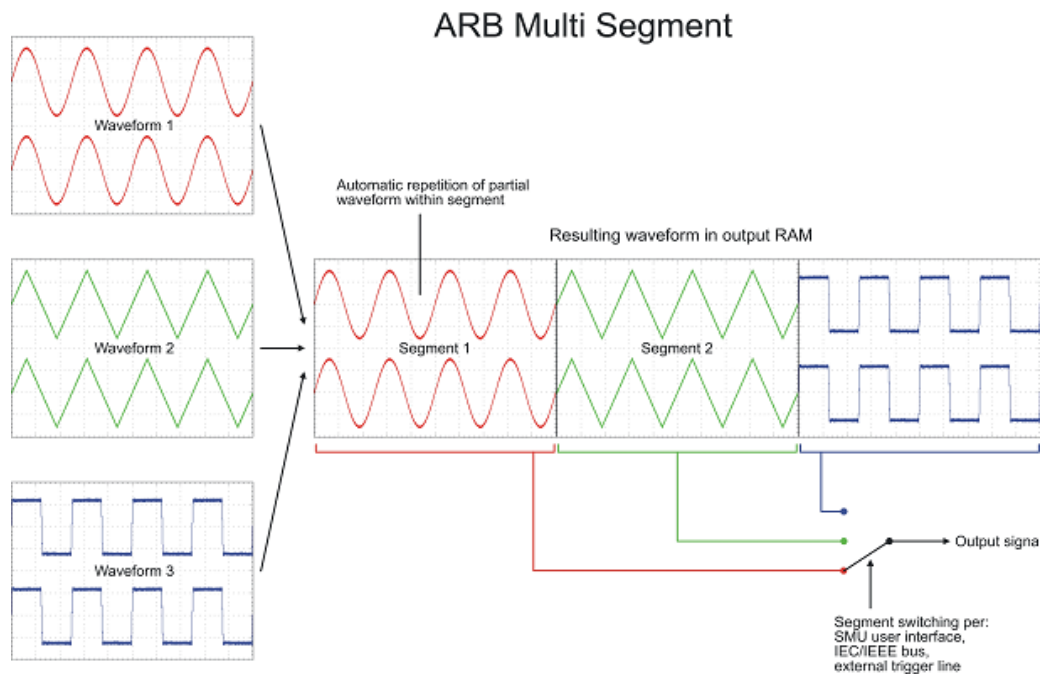 ARB Multi Segment
Waveform 1
Automatic repetition of partial
waveform within segment
Resulting waveform in output RAM
Waveform 2
Segment 1
Segment 2
Waveform 3
Output signa
Segment switching per:
SMU user interface,
IEC/IEEE bus,
external trigger line